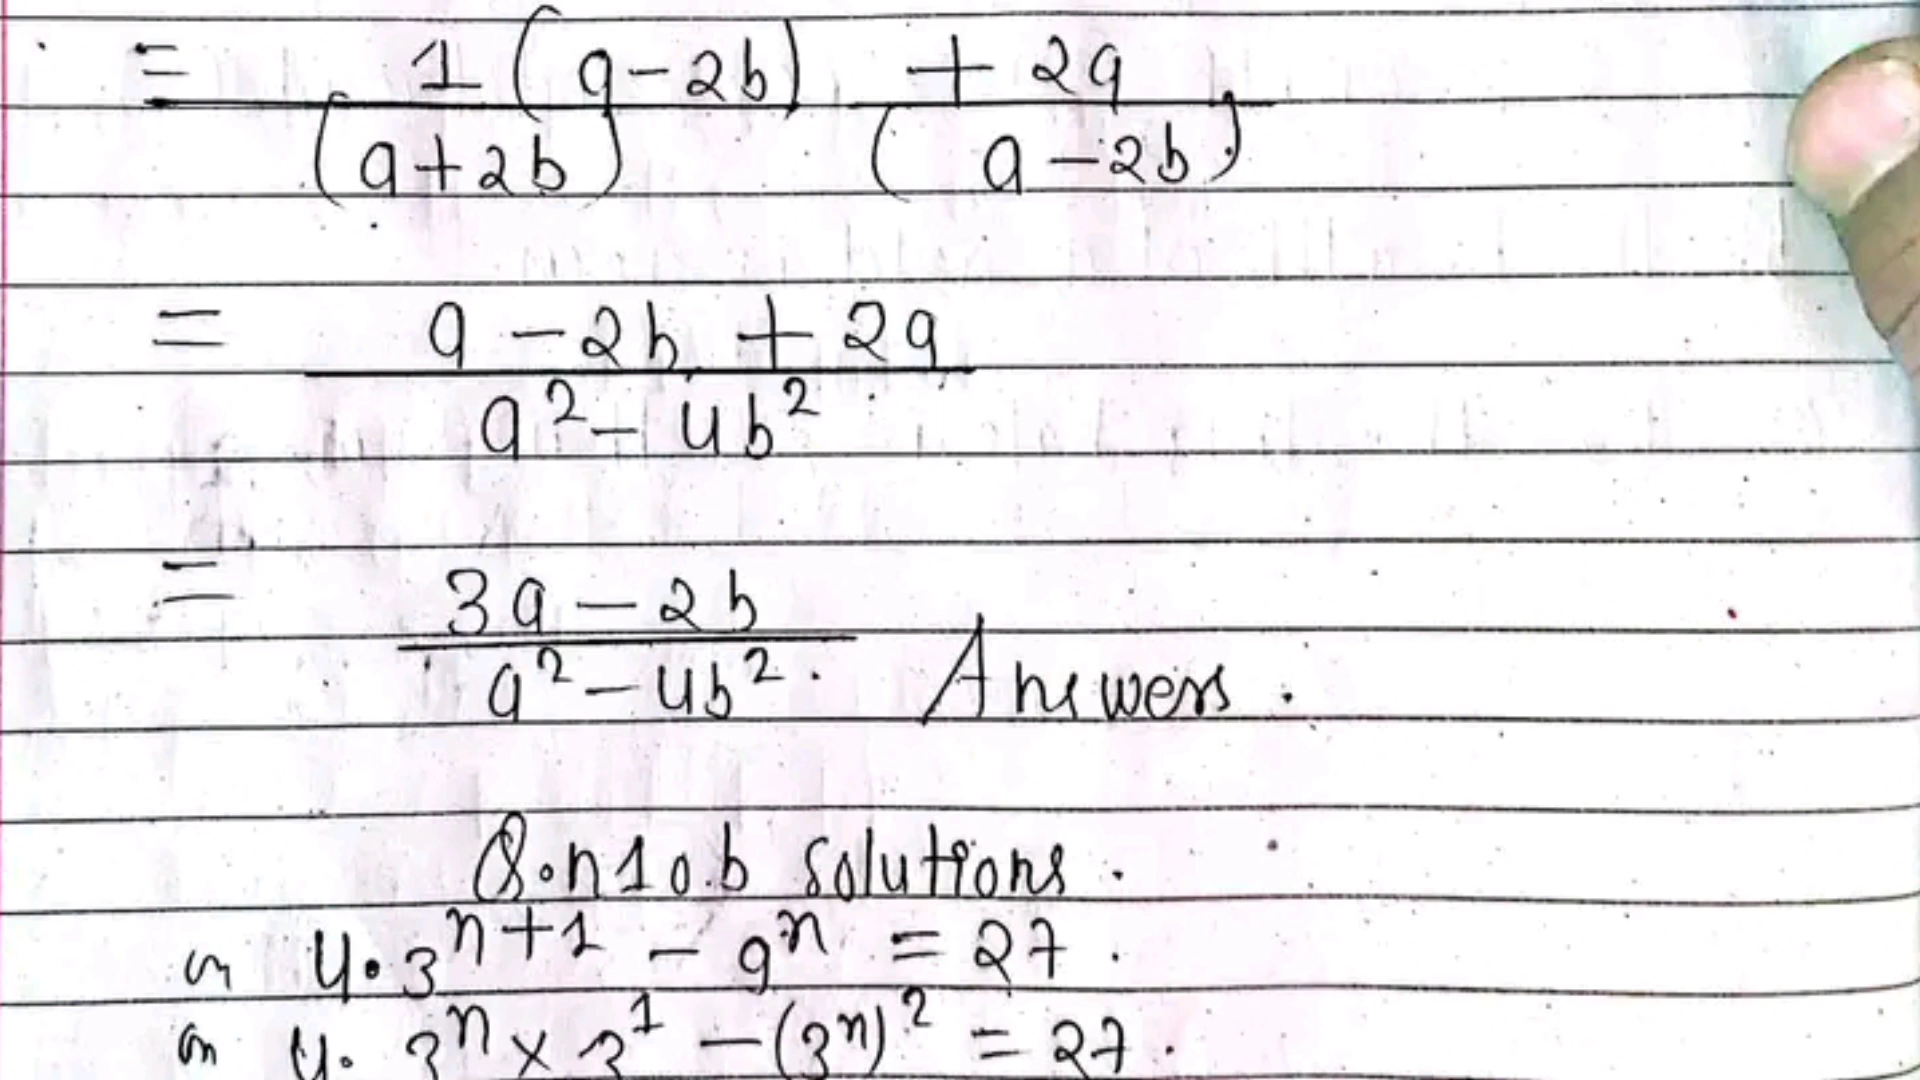 = 1(a-2b) + 2a
(a+2b) (a-2b)
= a - 2b + 2a
a² - 4b²
= 3a - 2b
a² - 4b². Answers.
Q.n10.b solutions.
or 4.3ⁿ⁺¹ - 9ⁿ = 27.
or 4. 3ⁿ × 3¹ - (3ⁿ)² = 27.